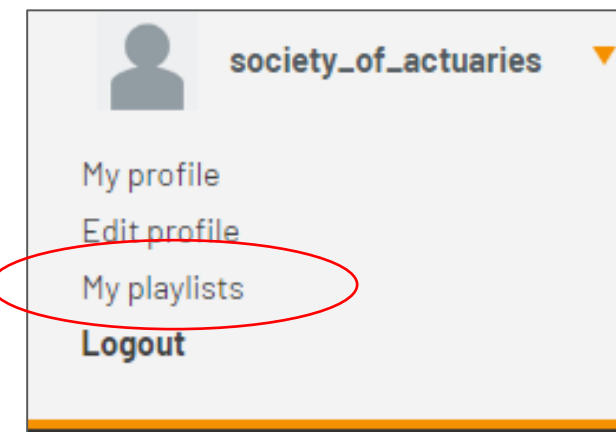 society_of_actuaries
My profile
Edit profile
My playlists
Logout